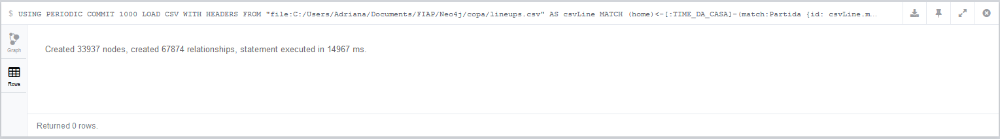 $ USING PERIODIC COMMIT 1000 LOAD CSV WITH HEADERS FROM "file:C:/Users/Adriana/Documents/FIAP/Neo4j/copa/lineups.csv" AS csvLine MATCH (home)<-[:TIME_DA_CASA]-(match:Partida {id: csvLine.m…
Graph
Created 33937 nodes, created 67874 relationships, statement executed in 14967 ms.
Rows
Returned 0 rows.